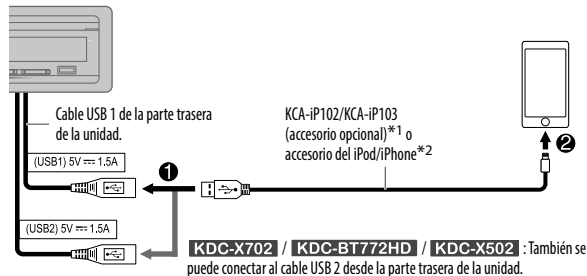 Cable USB 1 de la parte trasera
de la unidad.
KCA-iP102/KCA-iP103
(accesorio opcional)*1 o
accesorio del iPod/iPhone*2
(USB1) 5V ⎓ 1.5A
❶
❷
(USB2) 5V ⎓ 1.5A
KDC-X702 / KDC-BT772HD / KDC-X502 : También se
puede conectar al cable USB 2 desde la parte trasera de la unidad.